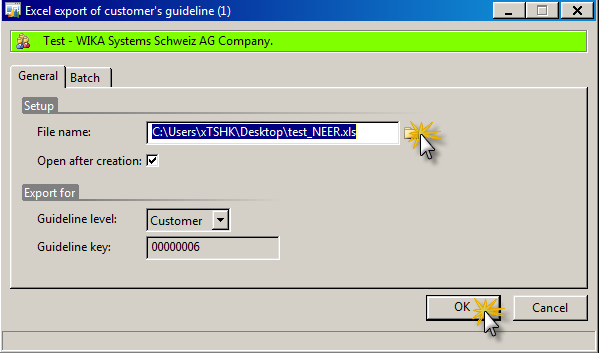 Excel export of customer's guideline (1)
Test - WIKA Systems Schweiz AG Company.
General Batch
Setup
File name: C:\Users\xTSHK\Desktop\test_NEER.xls
Open after creation:
Export for
Guideline level: Customer
Guideline key: 00000006
OK Cancel